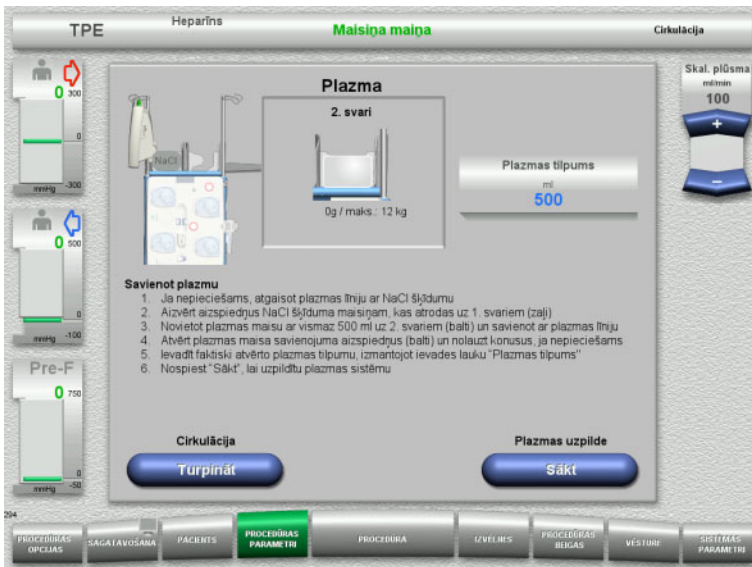 TPE
Heparīns
Maisiņa maiņa
Cirkulācija
0
300
0
mmHg
-300
0
500
0
mmHg
-100
Pre-F
0
750
0
mmHg
-50
Plazma
2. svari
NaCl
0g / maks.: 12 kg
Plazmas tilpums
ml
500
Skal. plūsma
ml/min
100
+
−
Savienot plazmu
1. Ja nepieciešams, atgaisot plazmas līniju ar NaCl šķīdumu
2. Aizvērt aizspiedņus NaCl šķīduma maisiņam, kas atrodas uz 1. svariem (zaļi)
3. Novietot plazmas maisu ar vismaz 500 ml uz 2. svariem (balti) un savienot ar plazmas līniju
4. Atvērt plazmas maisa savienojuma aizspiedņus (balti) un nolauzt konusus, ja nepieciešams
5. Ievadīt faktiski atvērto plazmas tilpumu, izmantojot ievades lauku "Plazmas tilpums"
6. Nospiest "Sākt", lai uzpildītu plazmas sistēmu
Cirkulācija
Turpināt
Plazmas uzpilde
Sākt
294
PROCEDŪRAS
OPCIJAS
SAGATAVOŠANA
PACIENTS
PROCEDŪRAS
PARAMETRI
PROCEDŪRA
IZVĒLNES
PROCEDŪRAS
BEIGAS
VĒSTURE
SISTĒMAS
PARAMETRI